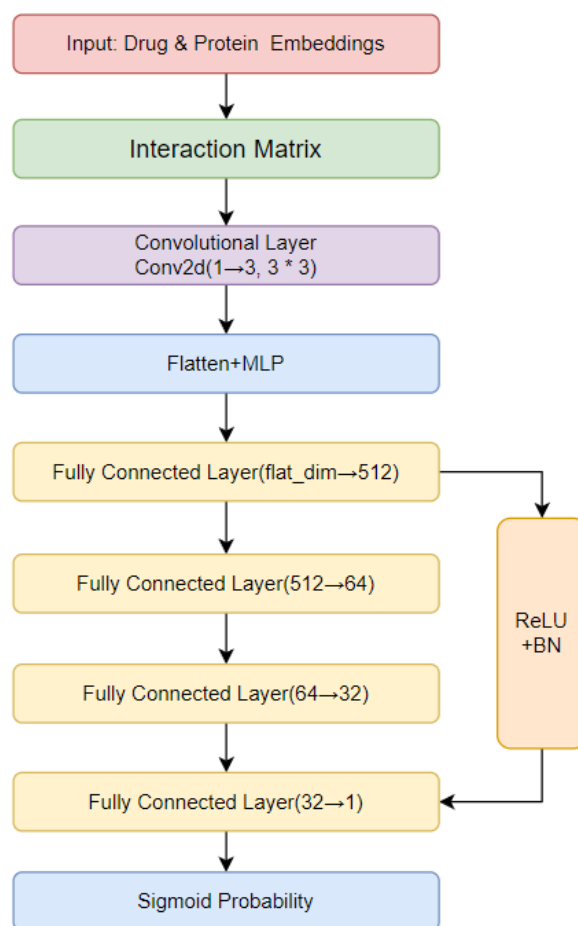 Input: Drug & Protein Embeddings
Interaction Matrix
Convolutional Layer
Conv2d(1→3, 3 * 3)
Flatten+MLP
Fully Connected Layer(flat_dim→512)
Fully Connected Layer(512→64)
ReLU
+BN
Fully Connected Layer(64→32)
Fully Connected Layer(32→1)
Sigmoid Probability